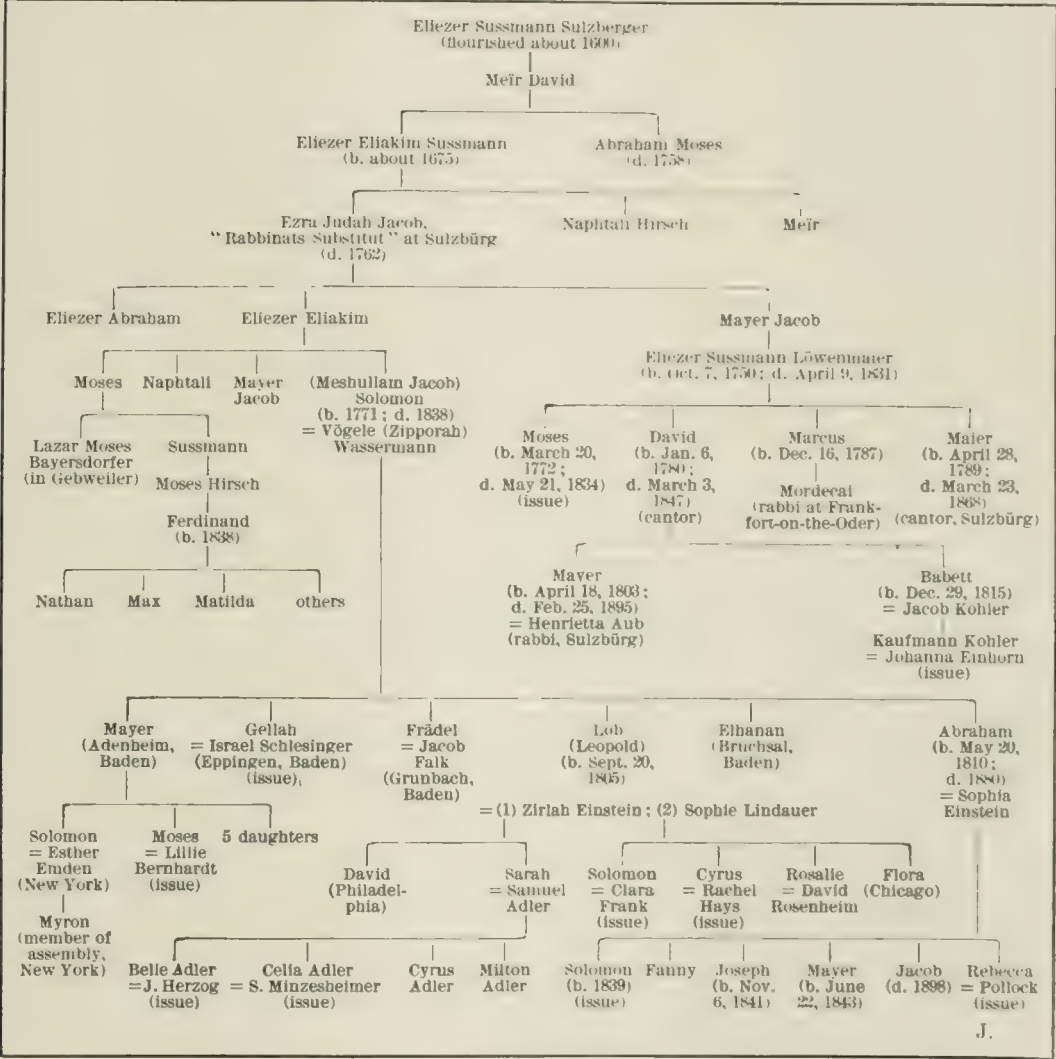 Eliezer Sussmann Sulzberger
(flourished about 1600)
Meïr David
Eliezer Eliakim Sussmann
(b. about 1675)
Abraham Moses
(d. 1758)
Ezra Judah Jacob,
"Rabbinats Substitut" at Sulzbürg
(d. 1762)
Naphtali Hirsch
Meïr
Eliezer Abraham
Eliezer Eliakim
Mayer Jacob
Moses
Naphtali
Mayer
Jacob
(Meshullam Jacob)
Solomon
(b. 1771; d. 1838)
= Vögele (Zipporah)
Wassermann
Eliezer Sussmann Löwenmaier
(b. Oct. 7, 1750; d. April 9, 1831)
Lazar Moses
Bayersdorfer
(in Gebweiler)
Sussmann
Moses Hirsch
Ferdinand
(b. 1838)
Nathan
Max
Matilda
others
Moses
(b. March 20,
1772;
d. May 21, 1834)
(issue)
David
(b. Jan. 6,
1780;
d. March 3,
1847)
(cantor)
Marcus
(b. Dec. 16, 1787)
Mordecai
(rabbi at Frank-
fort-on-the-Oder)
Maier
(b. April 28,
1789;
d. March 23,
1868)
(cantor, Sulzbürg)
Mayer
(b. April 18, 1803;
d. Feb. 25, 1895)
= Henrietta Aub
(rabbi, Sulzbürg)
Babett
(b. Dec. 29, 1815)
= Jacob Kohler
Kaufmann Kohler
= Johanna Einhorn
(issue)
Mayer
(Adenheim,
Baden)
Gellah
= Israel Schlesinger
(Eppingen, Baden)
(issue),
Frädel
= Jacob
Falk
(Grunbach,
Baden)
Löb
(Leopold)
(b. Sept. 20,
1805)
Elhanan
(Bruchsal,
Baden)
Abraham
(b. May 20,
1810;
d. 1880)
= Sophia
Einstein
= (1) Zirlah Einstein; (2) Sophie Lindauer
Solomon
= Esther
Emden
(New York)
Moses
= Lillie
Bernhardt
(issue)
5 daughters
David
(Philadel-
phia)
Sarah
= Samuel
Adler
Solomon
= Clara
Frank
(issue)
Cyrus
= Rachel
Hays
(issue)
Rosalie
= David
Rosenheim
Flora
(Chicago)
Myron
(member of
assembly,
New York)
Belle Adler
= J. Herzog
(issue)
Celia Adler
= S. Minzesheimer
(issue)
Cyrus
Adler
Milton
Adler
Solomon
(b. 1839)
(issue)
Fanny
Joseph
(b. Nov.
6, 1841)
Mayer
(b. June
22, 1843)
Jacob
(d. 1898)
Rebecca
= Pollock
(issue)
J.